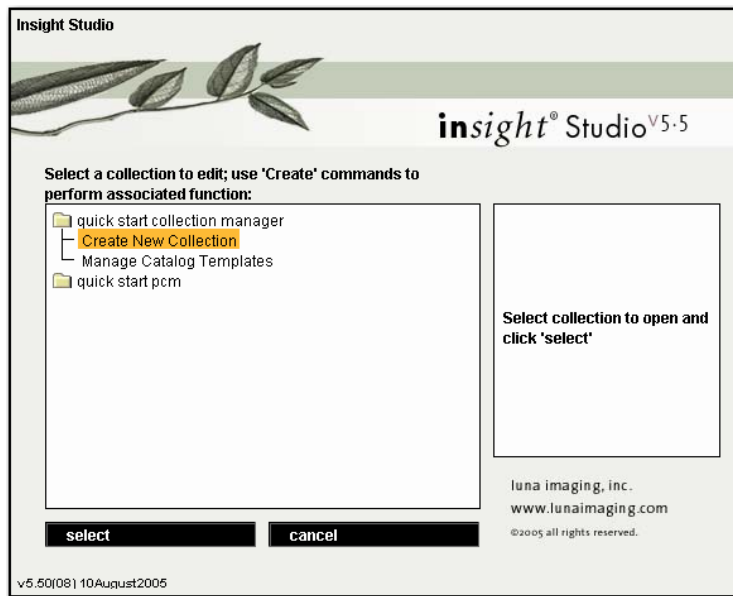 Insight Studio
insight® Studio V5.5
Select a collection to edit; use 'Create' commands to
perform associated function:
quick start collection manager
Create New Collection
Manage Catalog Templates
quick start pcm
Select collection to open and
click 'select'
luna imaging, inc.
www.lunaimaging.com
©2005 all rights reserved.
select
cancel
v5.50(08) 10August2005